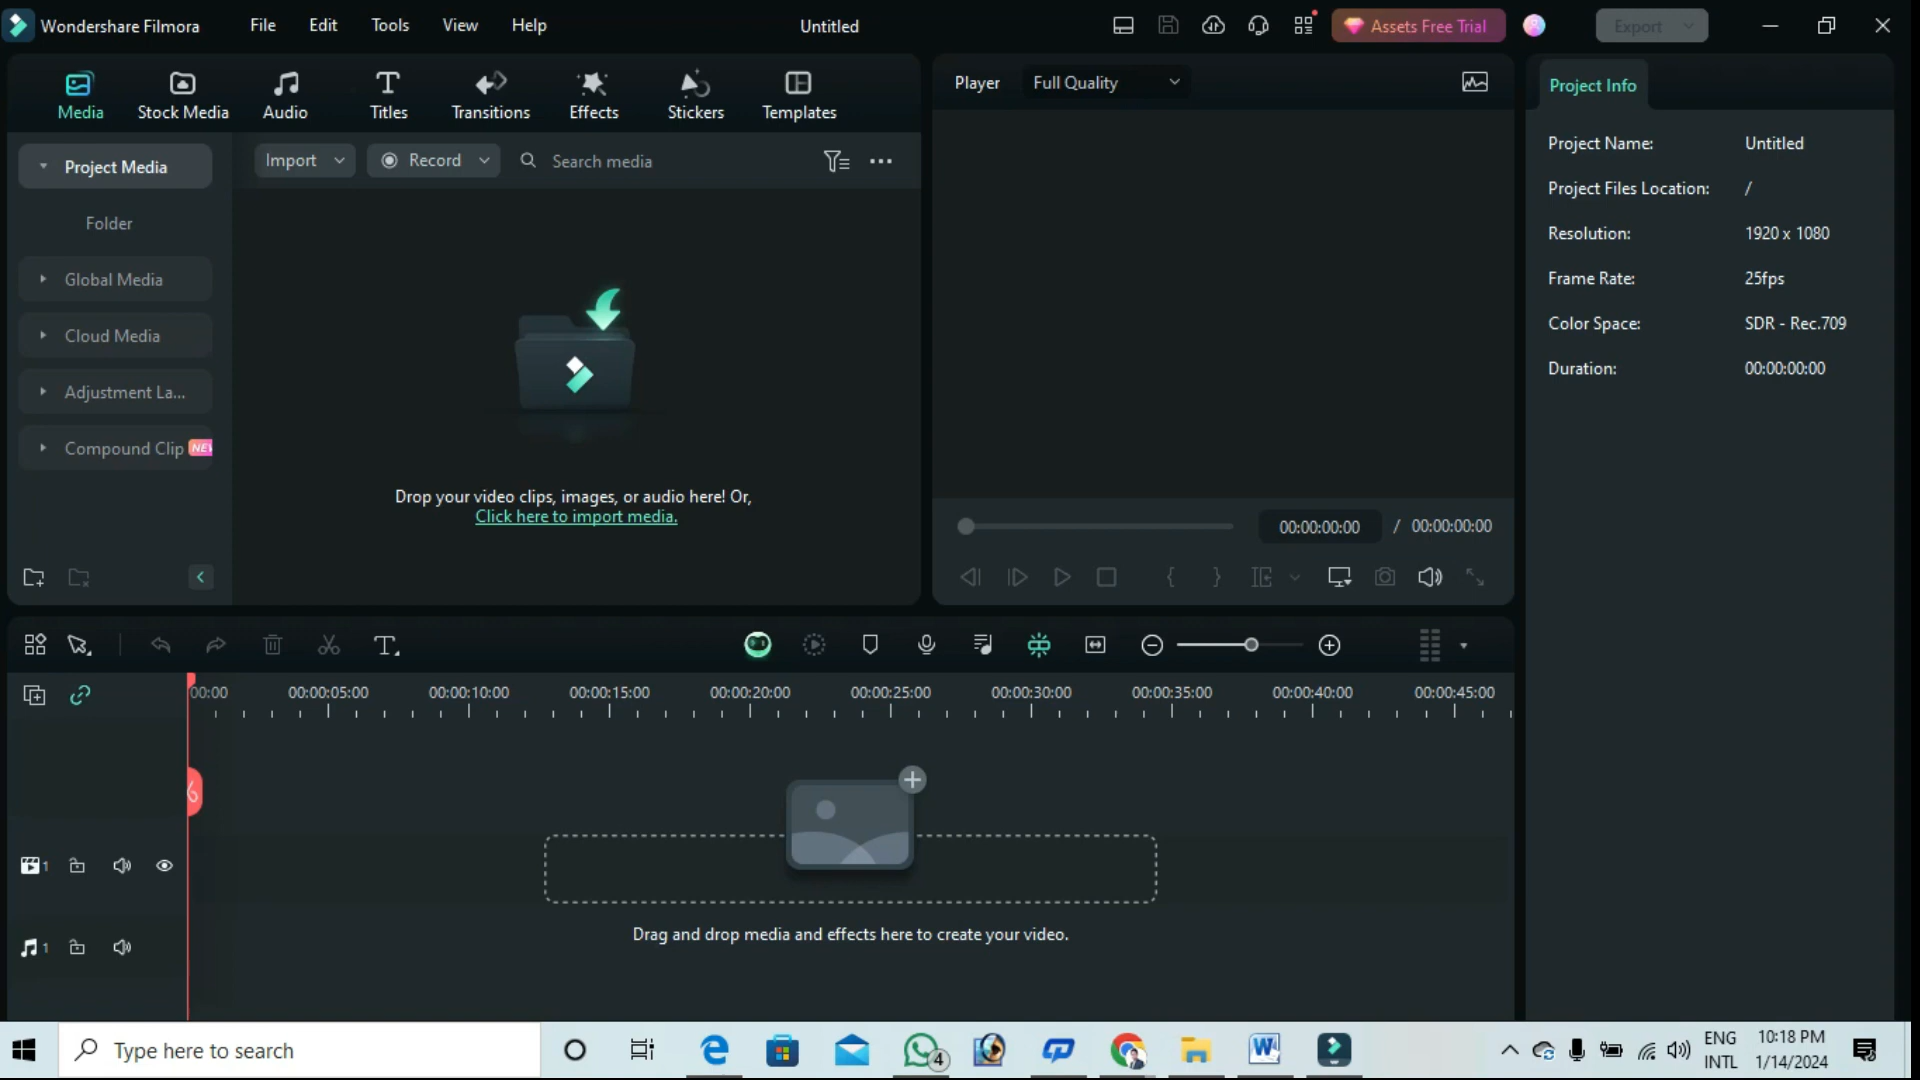 Wondershare Filmora
File
Edit
Tools
View
Help
Untitled
Assets Free Trial
Export
Media
Stock Media
Audio
Titles
Transitions
Effects
Stickers
Templates
Project Media
Folder
Global Media
Cloud Media
Adjustment La...
Compound Clip
Import
Record
Search media
Drop your video clips, images, or audio here! Or,
Click here to import media.
Player
Full Quality
00:00:00:00 / 00:00:00:00
Project Info
Project Name: Untitled
Project Files Location: /
Resolution: 1920 x 1080
Frame Rate: 25fps
Color Space: SDR - Rec.709
Duration: 00:00:00:00
00:00 00:00:05:00 00:00:10:00 00:00:15:00 00:00:20:00 00:00:25:00 00:00:30:00 00:00:35:00 00:00:40:00 00:00:45:00
1
1
Drag and drop media and effects here to create your video.
Type here to search
4
ENG
INTL
10:18 PM
1/14/2024